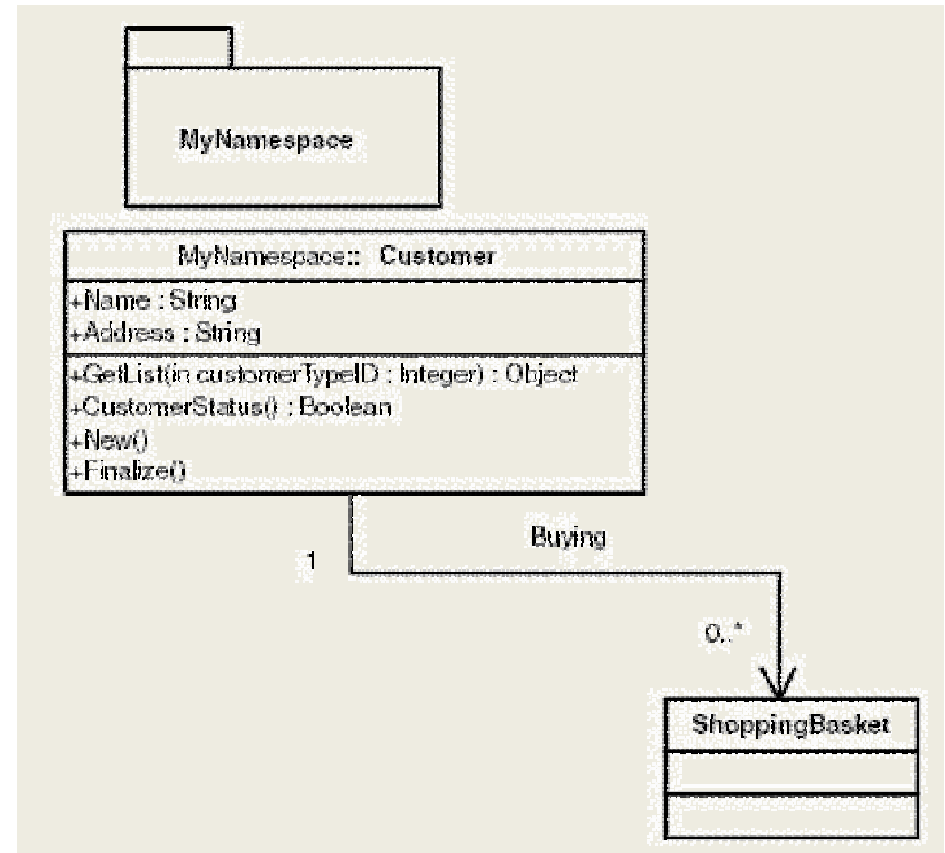 MyNamespace
MyNamespace:: Customer
+Name : String
+Address : String
+GetList(in customerTypeID : Integer) : Object
+CustomerStatus() : Boolean
+New()
+Finalize()
Buying
1
0..*
ShoppingBasket